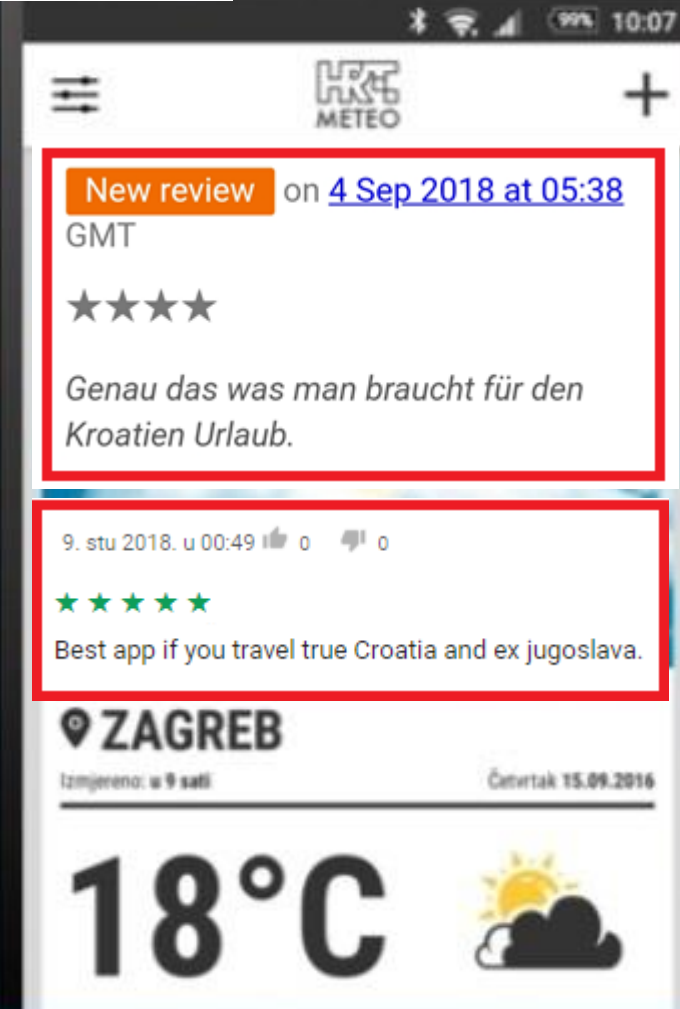 99% 10:07
HRT
METEO
New review on 4 Sep 2018 at 05:38
GMT
★★★★
Genau das was man braucht für den
Kroatien Urlaub.
9. stu 2018. u 00:49 0 0
★★★★★
Best app if you travel true Croatia and ex jugoslava.
ZAGREB
Izmjereno: u 9 sati Četvrtak 15.09.2016
18°C